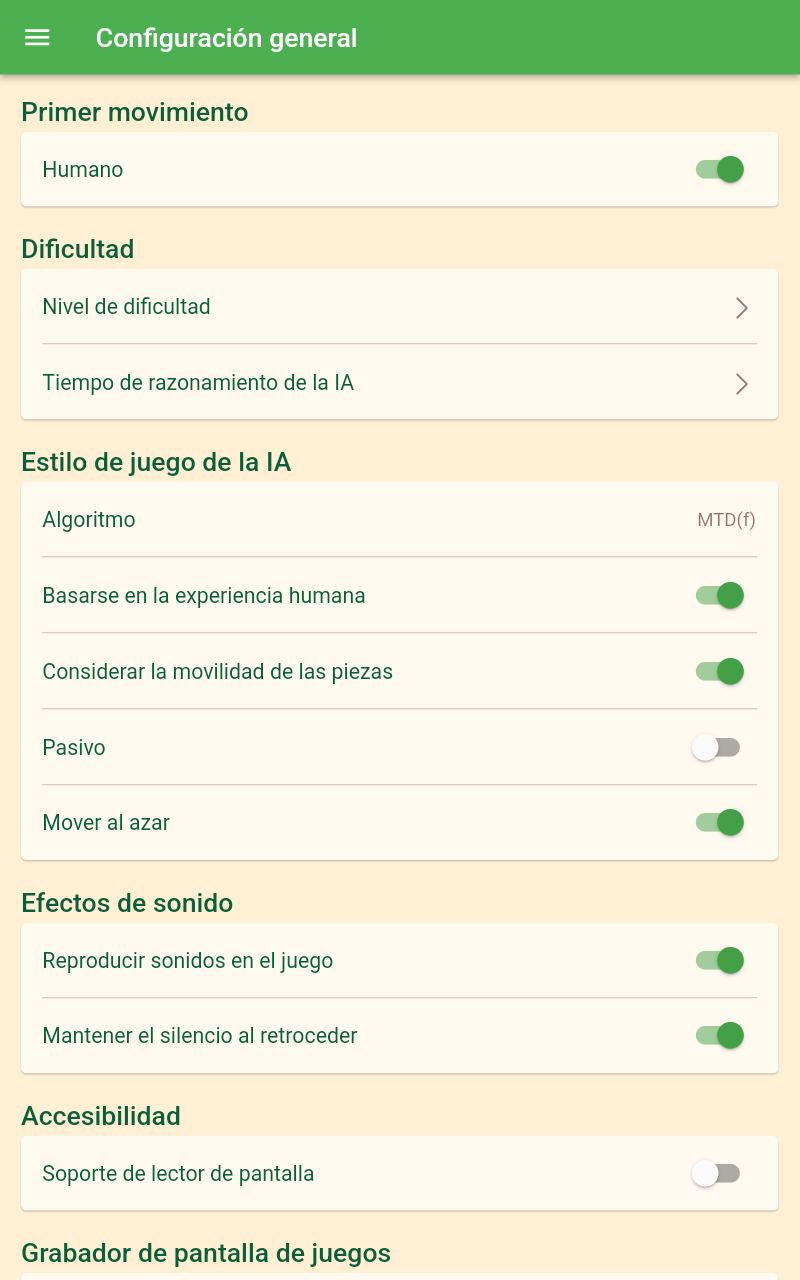 Configuración general
Primer movimiento
Humano
Dificultad
Nivel de dificultad
Tiempo de razonamiento de la IA
Estilo de juego de la IA
Algoritmo MTD(f)
Basarse en la experiencia humana
Considerar la movilidad de las piezas
Pasivo
Mover al azar
Efectos de sonido
Reproducir sonidos en el juego
Mantener el silencio al retroceder
Accesibilidad
Soporte de lector de pantalla
Grabador de pantalla de juegos